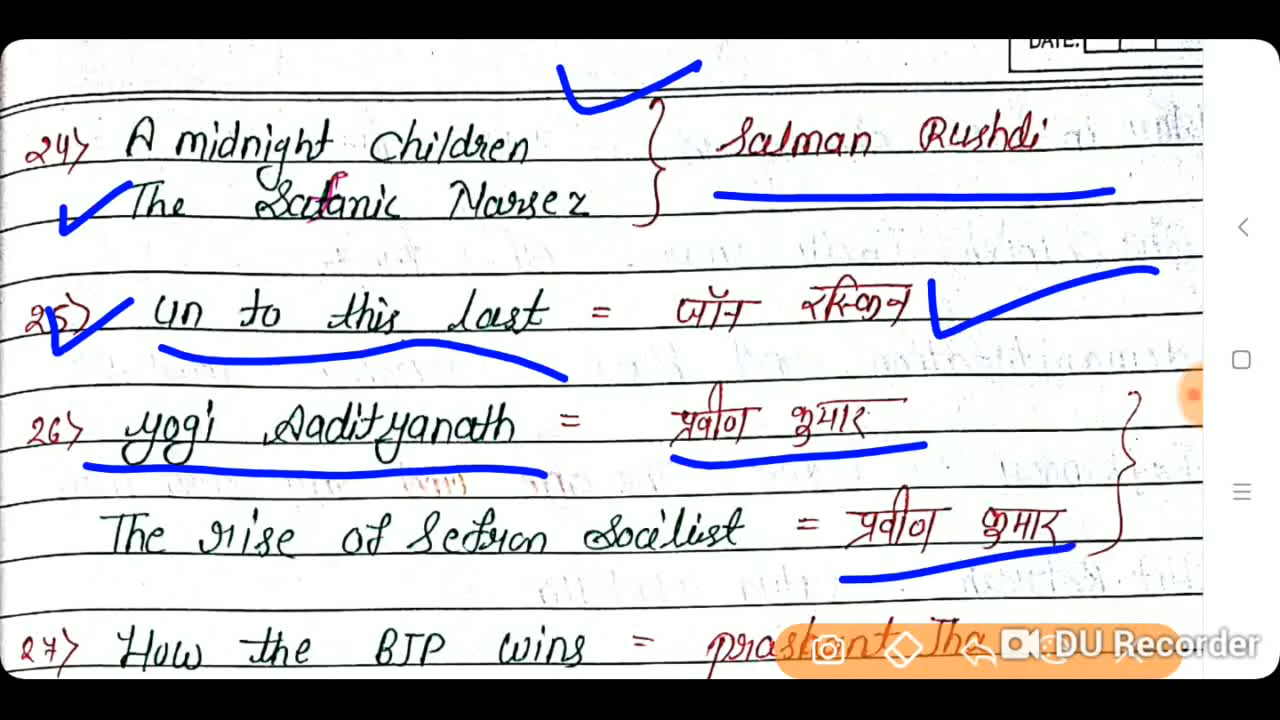 DATE:
24> A midnight Children } Salman Rushdi
The Satanic Narsez
25> un to this last = जॉन रस्किन
26> yogi Aadityanath = प्रवीण कुमार
The rise of Sefron Socilist = प्रवीण कुमार }
27> How the BJP wins = prashant Jha
DU Recorder